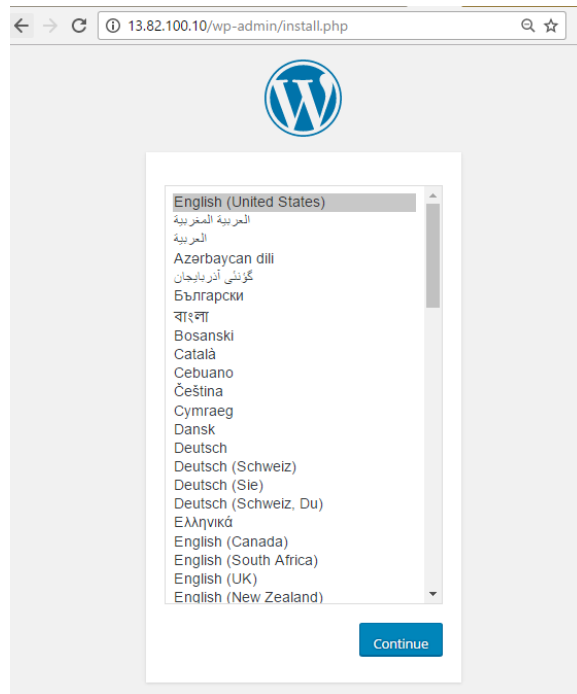 13.82.100.10/wp-admin/install.php
English (United States)
العربية المغربية
العربية
Azərbaycan dili
گؤنئی آذربایجان
Български
বাংলা
Bosanski
Català
Cebuano
Čeština
Cymraeg
Dansk
Deutsch
Deutsch (Schweiz)
Deutsch (Sie)
Deutsch (Schweiz, Du)
Ελληνικά
English (Canada)
English (South Africa)
English (UK)
English (New Zealand)
Continue